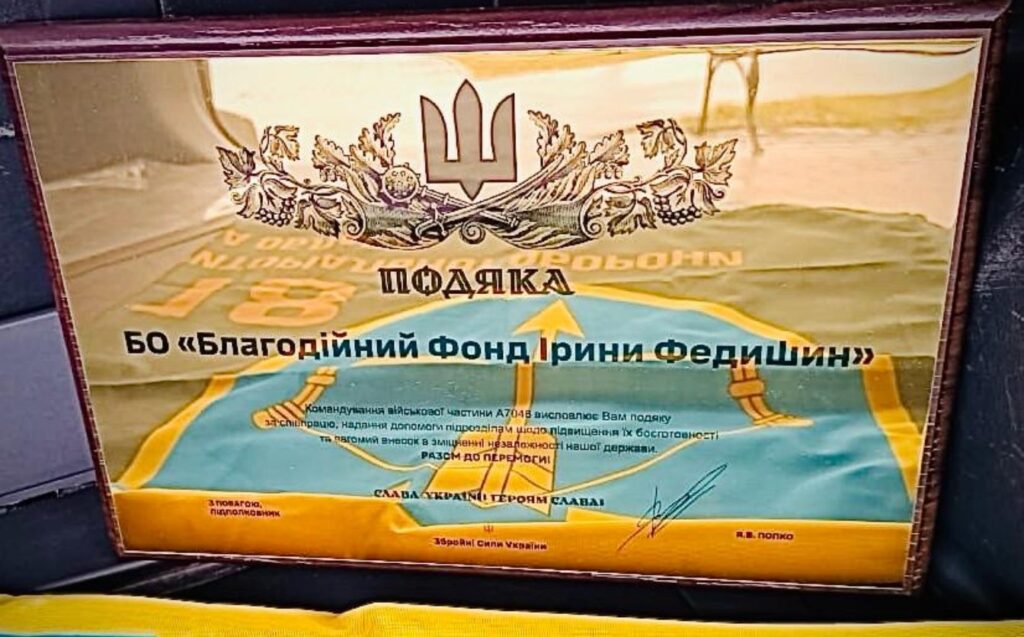 ПОДЯКА
БО «Благодійний Фонд Ірини Федишин»
Командування військової частини А7048 висловлює Вам подяку
за співпрацю, надання допомоги підрозділам щодо підвищення їх боєготовності
та вагомий внесок в зміцненні незалежності нашої держави.
РАЗОМ ДО ПЕРЕМОГИ!
СЛАВА УКРАЇНІ! ГЕРОЯМ СЛАВА!
З ПОВАГОЮ,
ПІДПОЛКОВНИК
Збройні Сили України
Я.В. ПОПКО